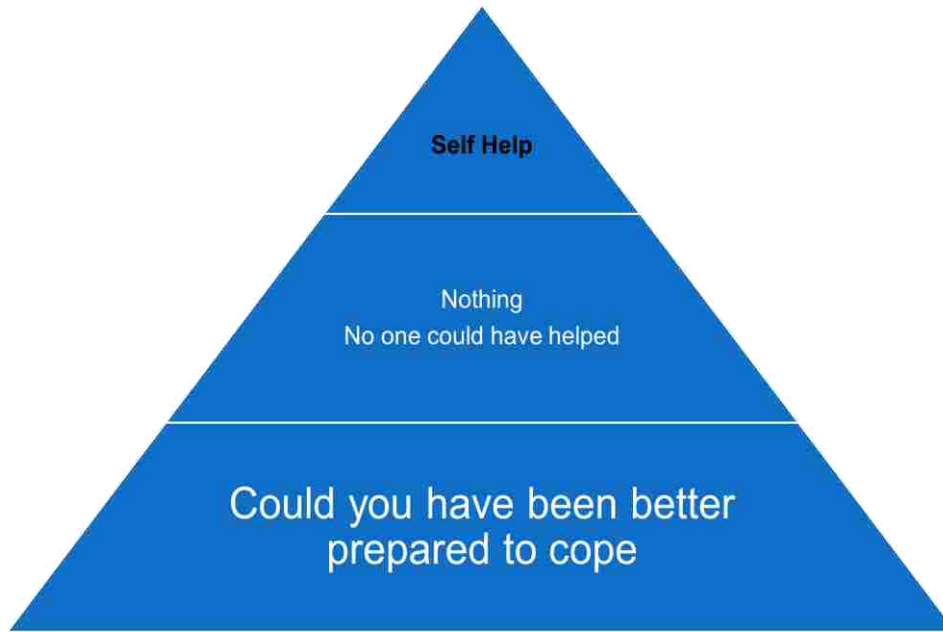 Self Help
Nothing
No one could have helped
Could you have been better
prepared to cope